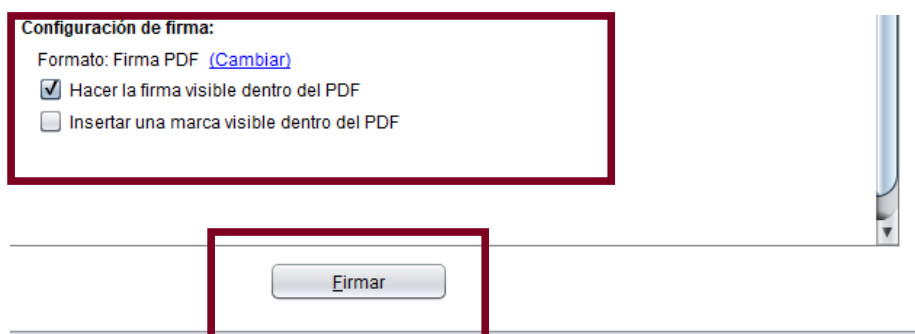 Configuración de firma:
Formato: Firma PDF (Cambiar)
Hacer la firma visible dentro del PDF
Insertar una marca visible dentro del PDF
Firmar